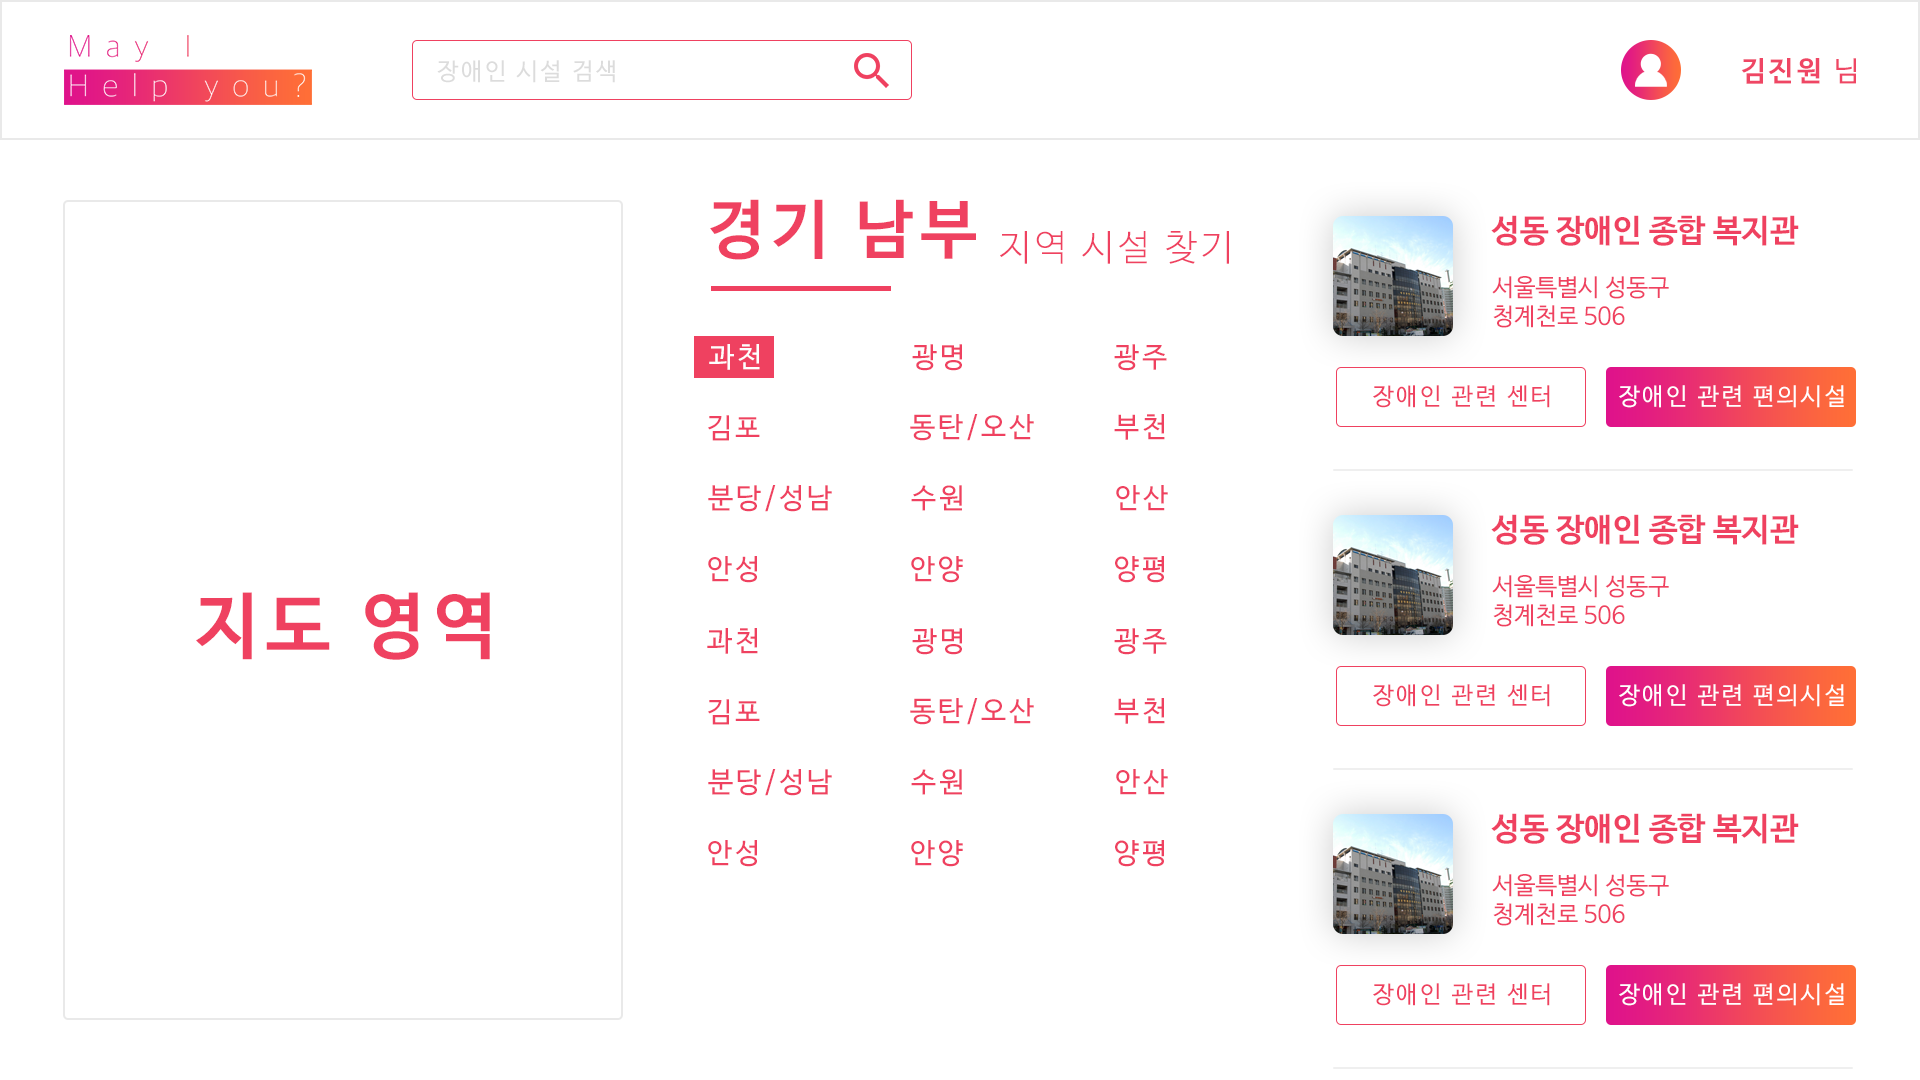 May I
Help you?
장애인 시설 검색
김진원 님
지도 영역
경기 남부 지역 시설 찾기
과천 광명 광주
김포 동탄/오산 부천
분당/성남 수원 안산
안성 안양 양평
과천 광명 광주
김포 동탄/오산 부천
분당/성남 수원 안산
안성 안양 양평
성동 장애인 종합 복지관
서울특별시 성동구
청계천로 506
장애인 관련 센터 장애인 관련 편의시설
성동 장애인 종합 복지관
서울특별시 성동구
청계천로 506
장애인 관련 센터 장애인 관련 편의시설
성동 장애인 종합 복지관
서울특별시 성동구
청계천로 506
장애인 관련 센터 장애인 관련 편의시설